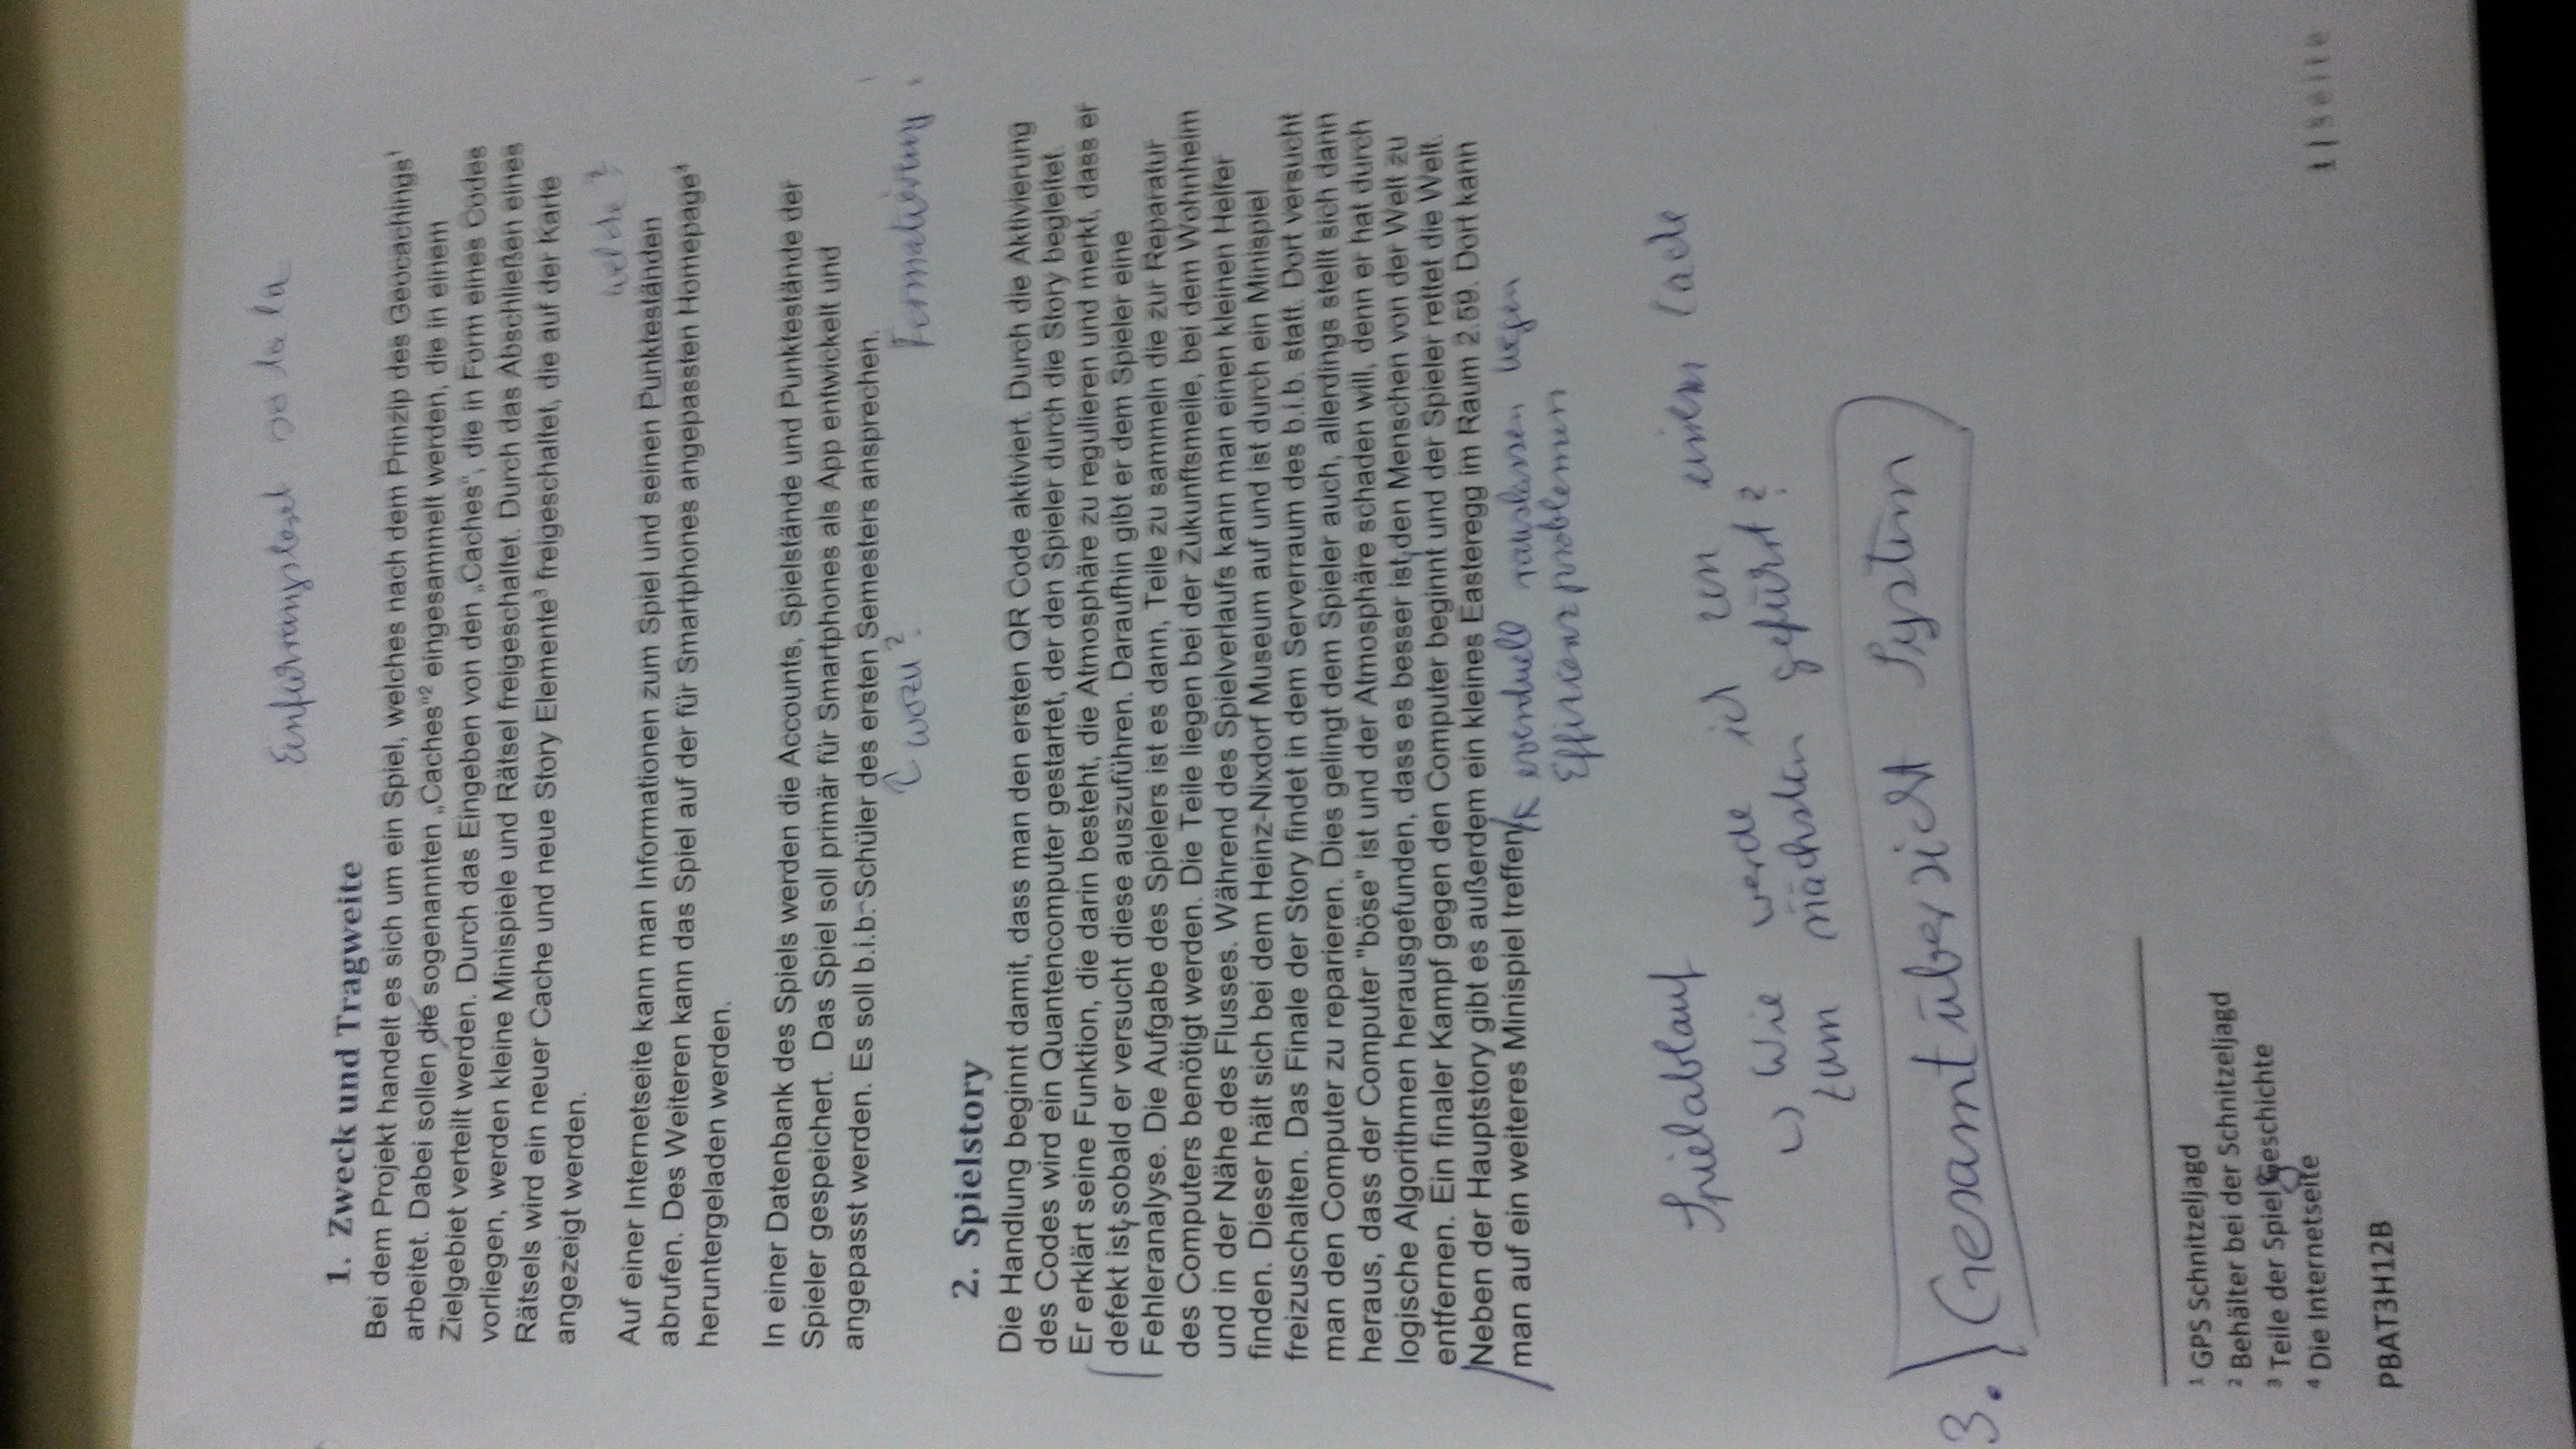 Einführungstext so la la
1. Zweck und Tragweite
Bei dem Projekt handelt es sich um ein Spiel, welches nach dem Prinzip des Geocachings¹
arbeitet. Dabei sollen die sogenannten „Caches"² eingesammelt werden, die in einem
Zielgebiet verteilt werden. Durch das Eingeben von den „Caches", die in Form eines Codes
vorliegen, werden kleine Minispiele und Rätsel freigeschaltet. Durch das Abschließen eines
Rätsels wird ein neuer Cache und neue Story Elemente³ freigeschaltet, die auf der Karte
angezeigt werden.
welche?
Auf einer Internetseite kann man Informationen zum Spiel und seinen Punkteständen
abrufen. Des Weiteren kann das Spiel auf der für Smartphones angepassten Homepage⁴
heruntergeladen werden.
In einer Datenbank des Spiels werden die Accounts, Spielstände und Punktestände der
Spieler gespeichert. Das Spiel soll primär für Smartphones als App entwickelt und
angepasst werden. Es soll b.i.b.-Schüler des ersten Semesters ansprechen.
wozu? Formatierung!
2. Spielstory
Die Handlung beginnt damit, dass man den ersten QR Code aktiviert. Durch die Aktivierung
des Codes wird ein Quantencomputer gestartet, der den Spieler durch die Story begleitet.
Er erklärt seine Funktion, die darin besteht, die Atmosphäre zu regulieren und merkt, dass er
defekt ist, sobald er versucht diese auszuführen. Daraufhin gibt er dem Spieler eine
Fehleranalyse. Die Aufgabe des Spielers ist es dann, Teile zu sammeln die zur Reparatur
des Computers benötigt werden. Die Teile liegen bei der Zukunftsmeile, bei dem Wohnheim
und in der Nähe des Flusses. Während des Spielverlaufs kann man einen kleinen Helfer
finden. Dieser hält sich bei dem Heinz-Nixdorf Museum auf und ist durch ein Minispiel
freizuschalten. Das Finale der Story findet in dem Serverraum des b.i.b. statt. Dort versucht
man den Computer zu reparieren. Dies gelingt dem Spieler auch, allerdings stellt sich dann
heraus, dass der Computer "böse" ist und der Atmosphäre schaden will, denn er hat durch
logische Algorithmen herausgefunden, dass es besser ist, den Menschen von der Welt zu
entfernen. Ein finaler Kampf gegen den Computer beginnt und der Spieler rettet die Welt.
Neben der Hauptstory gibt es außerdem ein kleines Easteregg im Raum 2.59. Dort kann
man auf ein weiteres Minispiel treffen eventuell rauslassen wegen
Effizienzproblemen
Spielablauf
Wie werde ich von einem Cache
zum nächsten geführt?
3. Gesamtübersicht System
¹ GPS Schnitzeljagd
² Behälter bei der Schnitzeljagd
³ Teile der Spielgeschichte
⁴ Die Internetseite
1 | Seite
PBAT3H12B